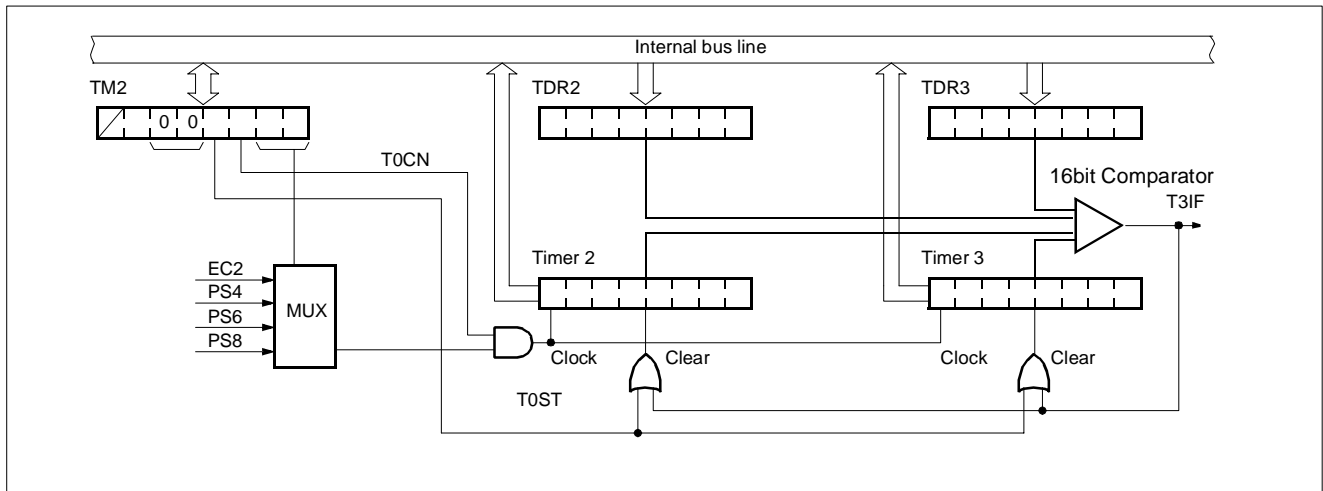 Internal bus line
TM2
TDR2
TDR3
0 0
T0CN
16bit Comparator
T3IF
Timer 2
Timer 3
EC2
PS4
PS6
PS8
MUX
Clock
Clear
Clock
Clear
T0ST